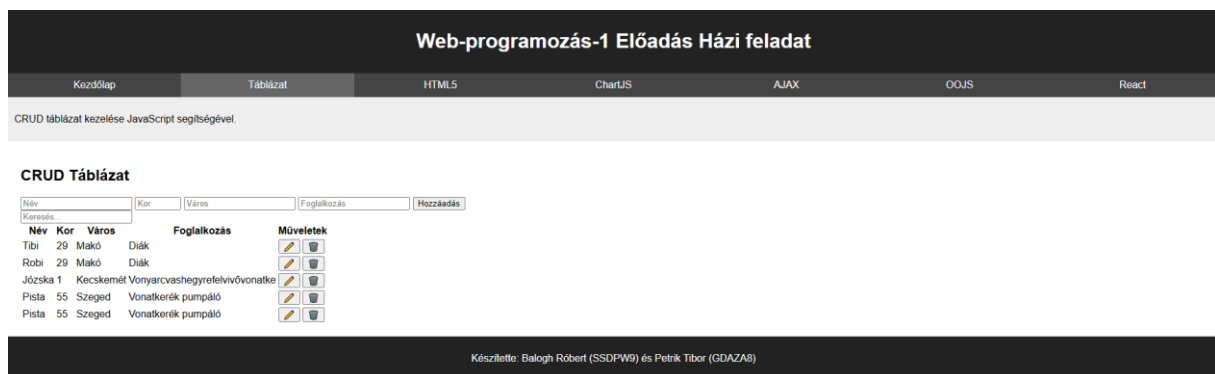 Web-programozás-1 Előadás Házi feladat
Kezdőlap Táblázat HTML5 ChartJS AJAX OOJS React
CRUD táblázat kezelése JavaScript segítségével.
CRUD Táblázat
Név Kor Város Foglalkozás Hozzáadás
Keresés...
Név Kor Város Foglalkozás Műveletek
Tibi 29 Makó Diák
Robi 29 Makó Diák
Józska 1 Kecskemét Vonyarcvashegyrefelvivővonatke
Pista 55 Szeged Vonatkerék pumpáló
Pista 55 Szeged Vonatkerék pumpáló
Készítette: Balogh Róbert (SSDPW9) és Petrik Tibor (GDAZA8)